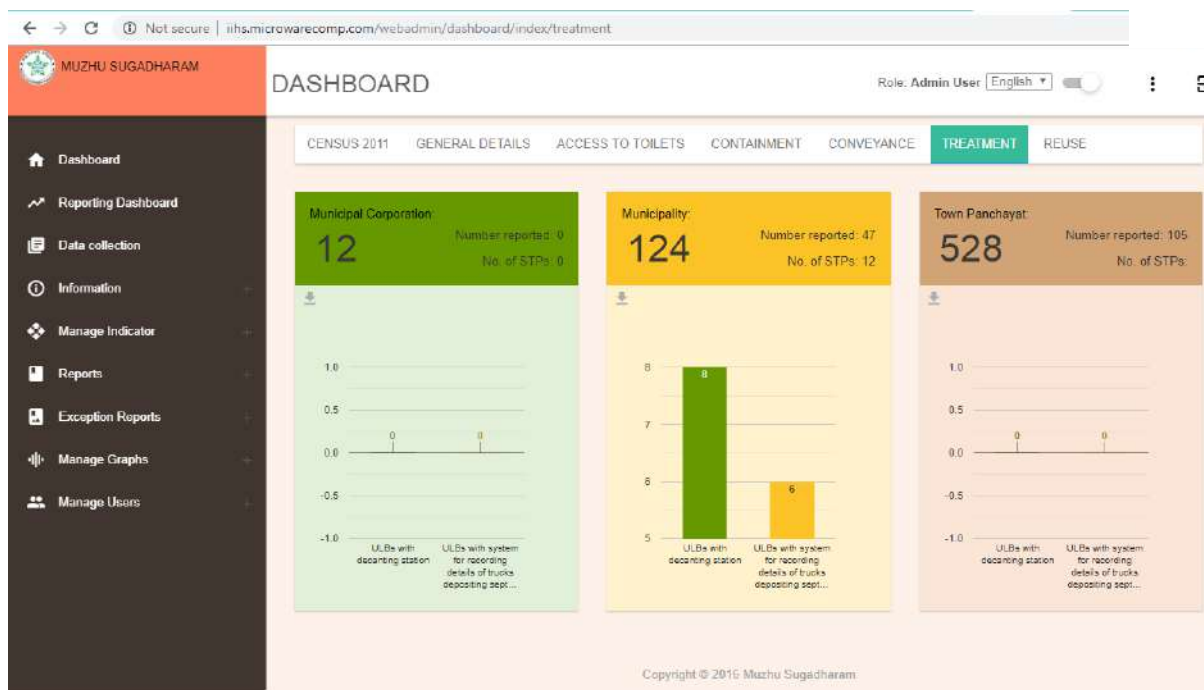 Not secure | iihs.microwarecomp.com/webadmin/dashboard/index/treatment
MUZHU SUGADHARAM
DASHBOARD
Role: Admin User English
Dashboard
Reporting Dashboard
Data collection
Information
Manage Indicator
Reports
Exception Reports
Manage Graphs
Manage Users
CENSUS 2011 GENERAL DETAILS ACCESS TO TOILETS CONTAINMENT CONVEYANCE TREATMENT REUSE
Municipal Corporation:
12
Number reported: 0
No. of STPs: 0
1.0
0.5
0.0
-0.5
-1.0
0 0
ULBs with
decanting station
ULBs with system
for recording
details of trucks
depositing sept...
Municipality:
124
Number reported: 47
No. of STPs: 12
8
7
6
5
8
6
ULBs with
decanting station
ULBs with system
for recording
details of trucks
depositing sept...
Town Panchayat:
528
Number reported: 105
No. of STPs:
1.0
0.5
0.0
-0.5
-1.0
0 0
ULBs with
decanting station
ULBs with system
for recording
details of trucks
depositing sept...
Copyright © 2016 Muzhu Sugadharam